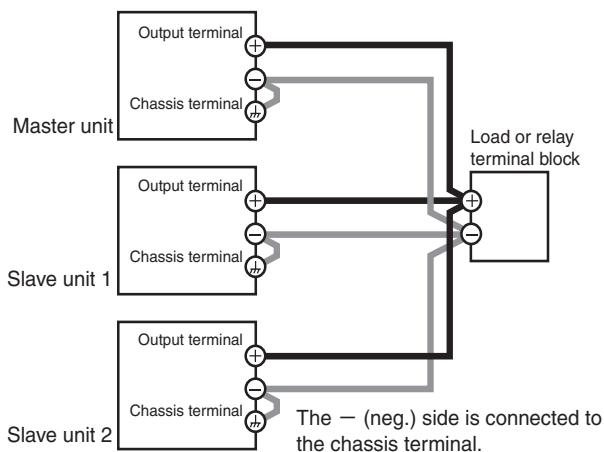 Output terminal
+
−
Chassis terminal
Master unit
Load or relay
terminal block
Output terminal
+
+
−
−
Chassis terminal
Slave unit 1
Output terminal
+
−
Chassis terminal
Slave unit 2
The − (neg.) side is connected to
the chassis terminal.